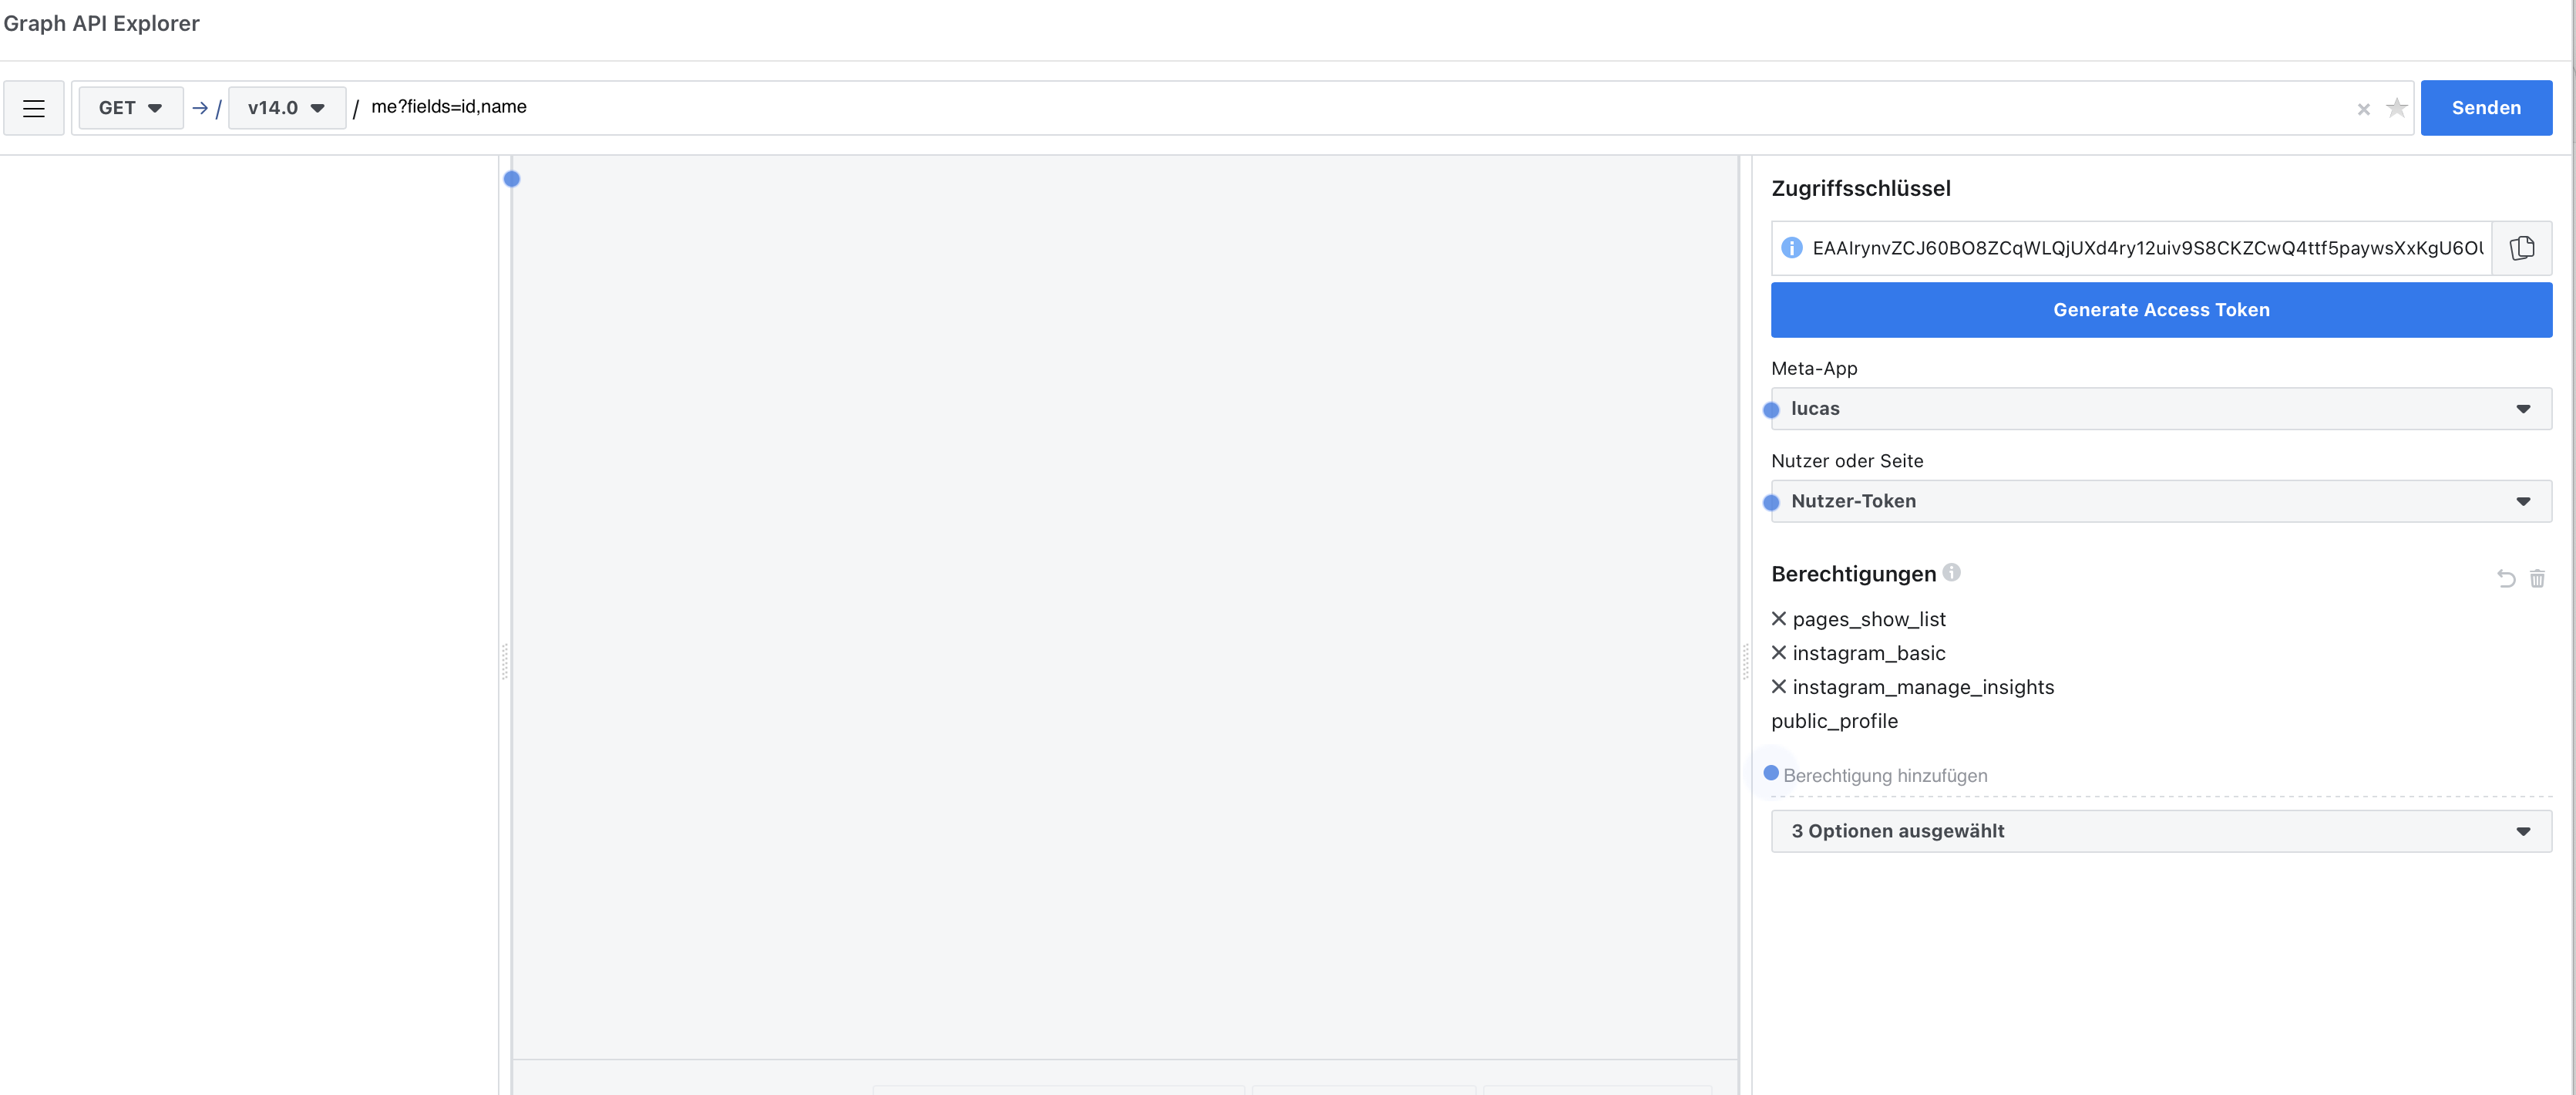 Graph API Explorer
GET → / v14.0 / me?fields=id,name × ★ Senden
Zugriffsschlüssel
EAAIrynvZCJ60BO8ZCqWLQjUXd4ry12uiv9S8CKZCwQ4ttf5paywsXxKgU6OU
Generate Access Token
Meta-App
lucas
Nutzer oder Seite
Nutzer-Token
Berechtigungen
pages_show_list
instagram_basic
instagram_manage_insights
public_profile
Berechtigung hinzufügen
3 Optionen ausgewählt